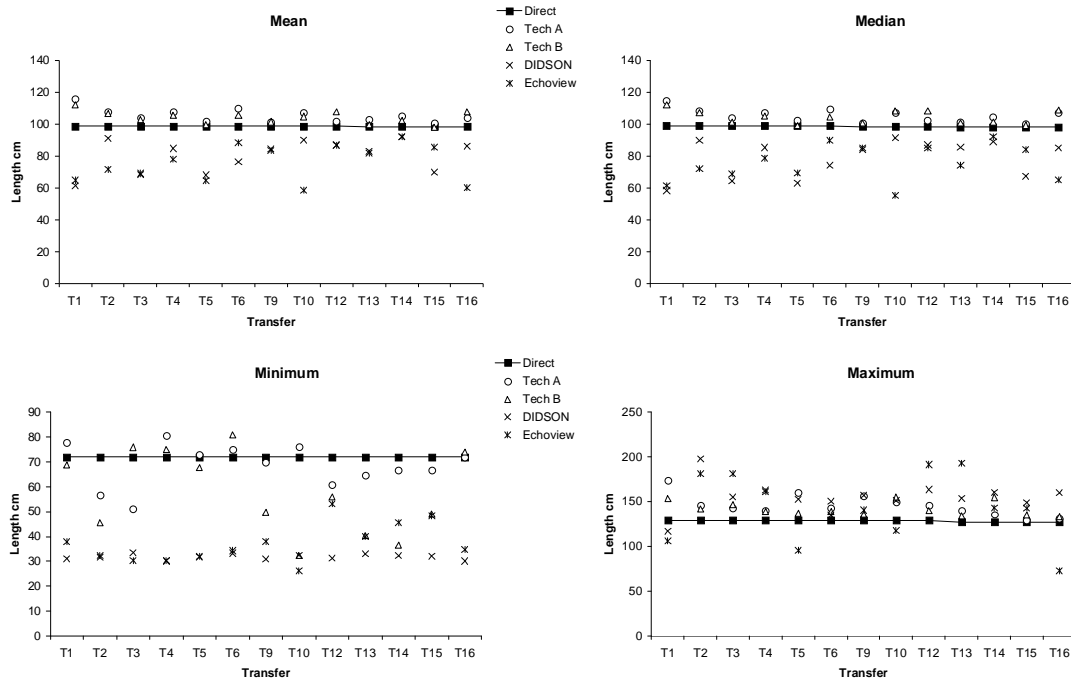 Mean
Direct
Tech A
Tech B
DIDSON
Echoview
Length cm
140
120
100
80
60
40
20
0
T1 T2 T3 T4 T5 T6 T9 T10 T12 T13 T14 T15 T16
Transfer
Median
Length cm
140
120
100
80
60
40
20
0
T1 T2 T3 T4 T5 T6 T9 T10 T12 T13 T14 T15 T16
Transfer
Minimum
Direct
Tech A
Tech B
DIDSON
Echoview
Length cm
90
80
70
60
50
40
30
20
10
0
T1 T2 T3 T4 T5 T6 T9 T10 T12 T13 T14 T15 T16
Transfer
Maximum
Length cm
250
200
150
100
50
0
T1 T2 T3 T4 T5 T6 T9 T10 T12 T13 T14 T15 T16
Transfer